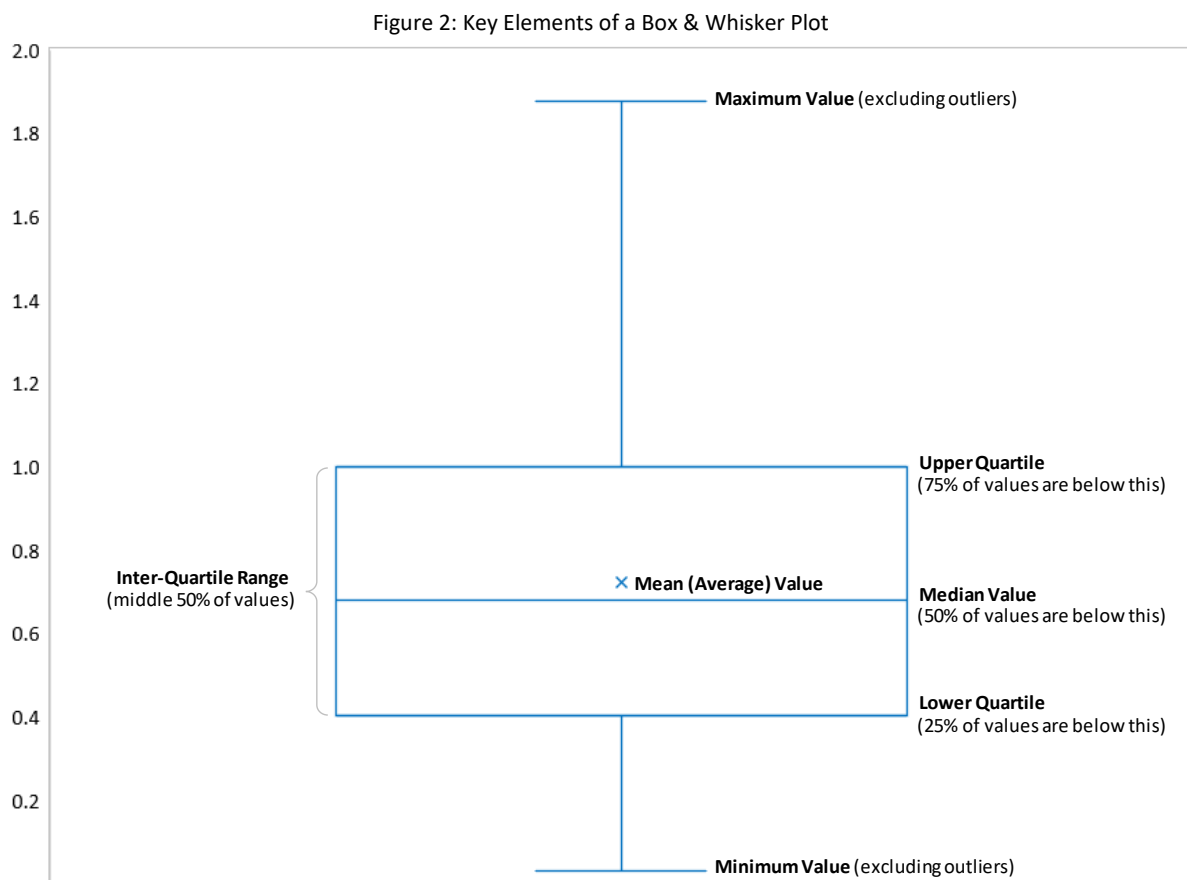 Figure 2: Key Elements of a Box & Whisker Plot
2.0
Maximum Value (excluding outliers)
1.8
1.6
1.4
1.2
1.0
Upper Quartile
(75% of values are below this)
0.8
Inter-Quartile Range
(middle 50% of values)
Mean (Average) Value
Median Value
(50% of values are below this)
0.6
Lower Quartile
(25% of values are below this)
0.4
0.2
Minimum Value (excluding outliers)